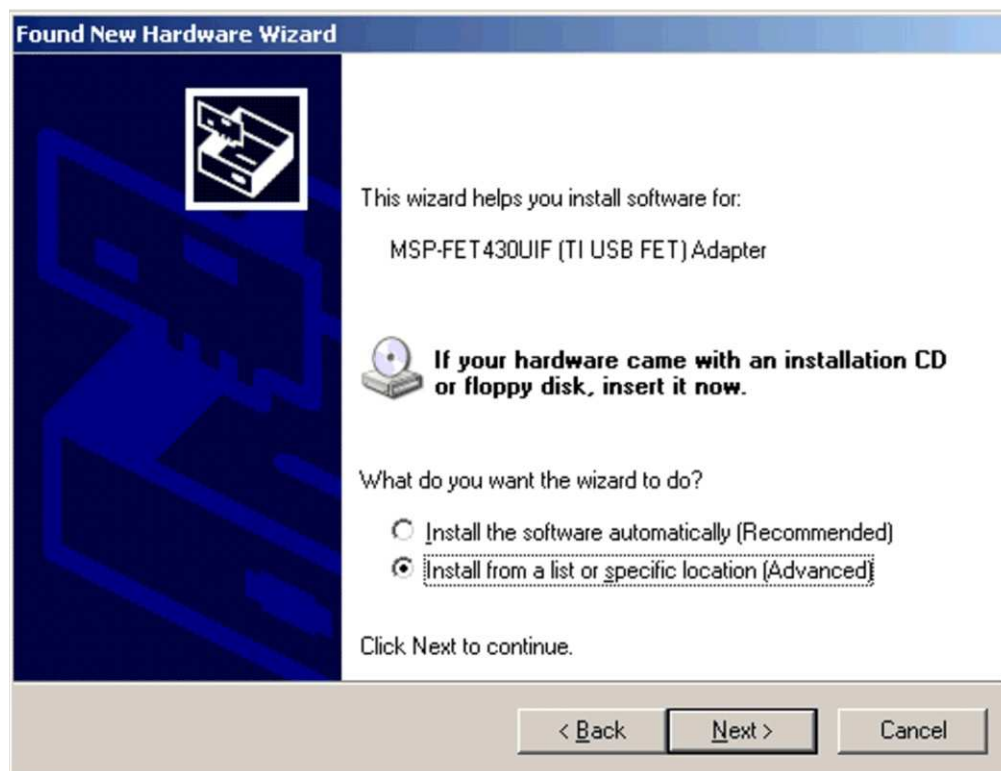 Found New Hardware Wizard
This wizard helps you install software for:
MSP-FET430UIF (TI USB FET) Adapter
If your hardware came with an installation CD
or floppy disk, insert it now.
What do you want the wizard to do?
Install the software automatically (Recommended)
Install from a list or specific location (Advanced)
Click Next to continue.
< Back Next > Cancel